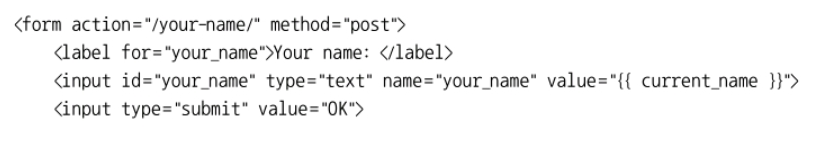 <form action="/your-name/" method="post">
<label for="your_name">Your name: </label>
<input id="your_name" type="text" name="your_name" value="{{ current_name }}">
<input type="submit" value="OK">